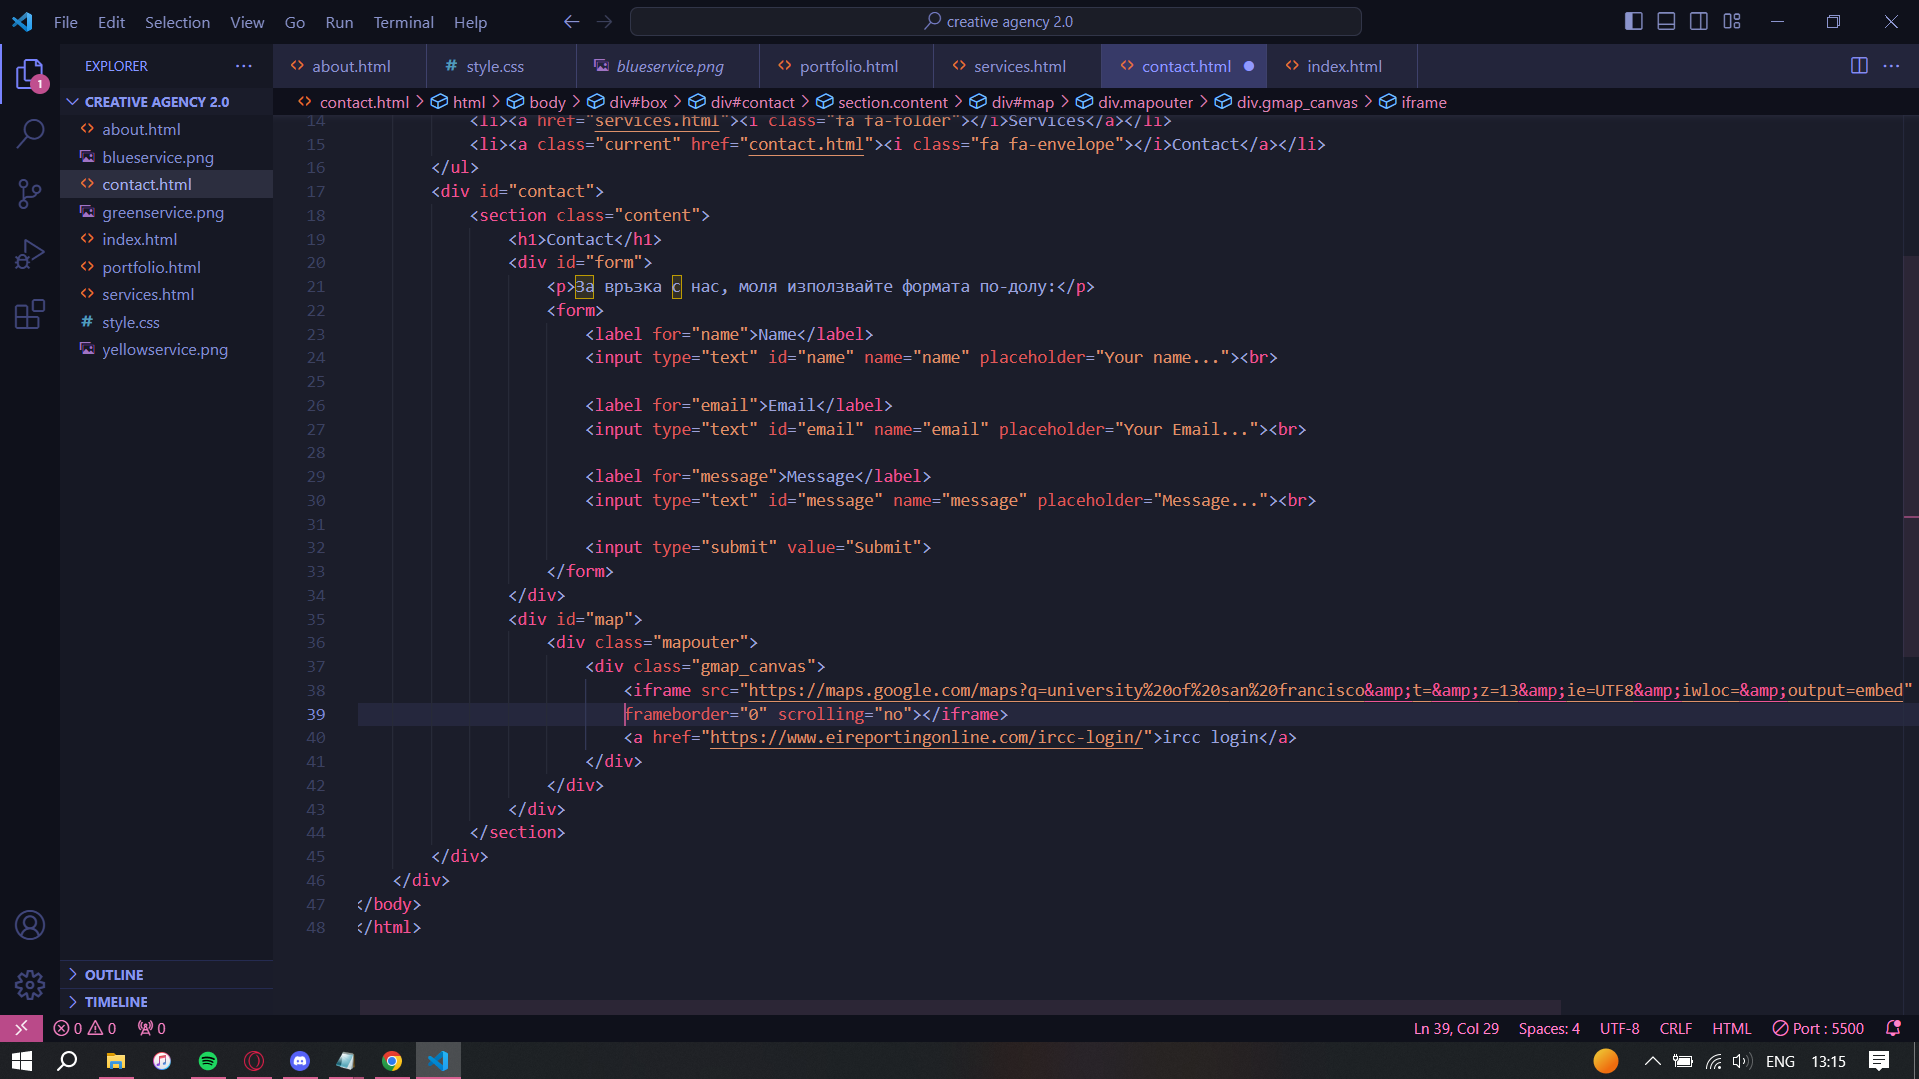 File Edit Selection View Go Run Terminal Help
creative agency 2.0
EXPLORER
about.html
style.css
blueservice.png
portfolio.html
services.html
contact.html
index.html
1
CREATIVE AGENCY 2.0
contact.html > html > body > div#box > div#contact > section.content > div#map > div.mapouter > div.gmap_canvas > iframe
about.html
blueservice.png
contact.html
greenservice.png
index.html
portfolio.html
services.html
style.css
yellowservice.png
14 <li><a href="services.html"><i class="fa fa-folder"></i>Services</a></li>
15 <li><a class="current" href="contact.html"><i class="fa fa-envelope"></i>Contact</a></li>
16 </ul>
17 <div id="contact">
18 <section class="content">
19 <h1>Contact</h1>
20 <div id="form">
21 <p>За връзка с нас, моля използвайте формата по-долу:</p>
22 <form>
23 <label for="name">Name</label>
24 <input type="text" id="name" name="name" placeholder="Your name..."><br>
25
26 <label for="email">Email</label>
27 <input type="text" id="email" name="email" placeholder="Your Email..."><br>
28
29 <label for="message">Message</label>
30 <input type="text" id="message" name="message" placeholder="Message..."><br>
31
32 <input type="submit" value="Submit">
33 </form>
34 </div>
35 <div id="map">
36 <div class="mapouter">
37 <div class="gmap_canvas">
38 <iframe src="https://maps.google.com/maps?q=university%20of%20san%20francisco&amp;t=&amp;z=13&amp;ie=UTF8&amp;iwloc=&amp;output=embed"
39 frameborder="0" scrolling="no"></iframe>
40 <a href="https://www.eireportingonline.com/ircc-login/">ircc login</a>
41 </div>
42 </div>
43 </div>
44 </section>
45 </div>
46 </div>
47 </body>
48 </html>
OUTLINE
TIMELINE
0 0 0
Ln 39, Col 29 Spaces: 4 UTF-8 CRLF HTML Port : 5500
ENG 13:15